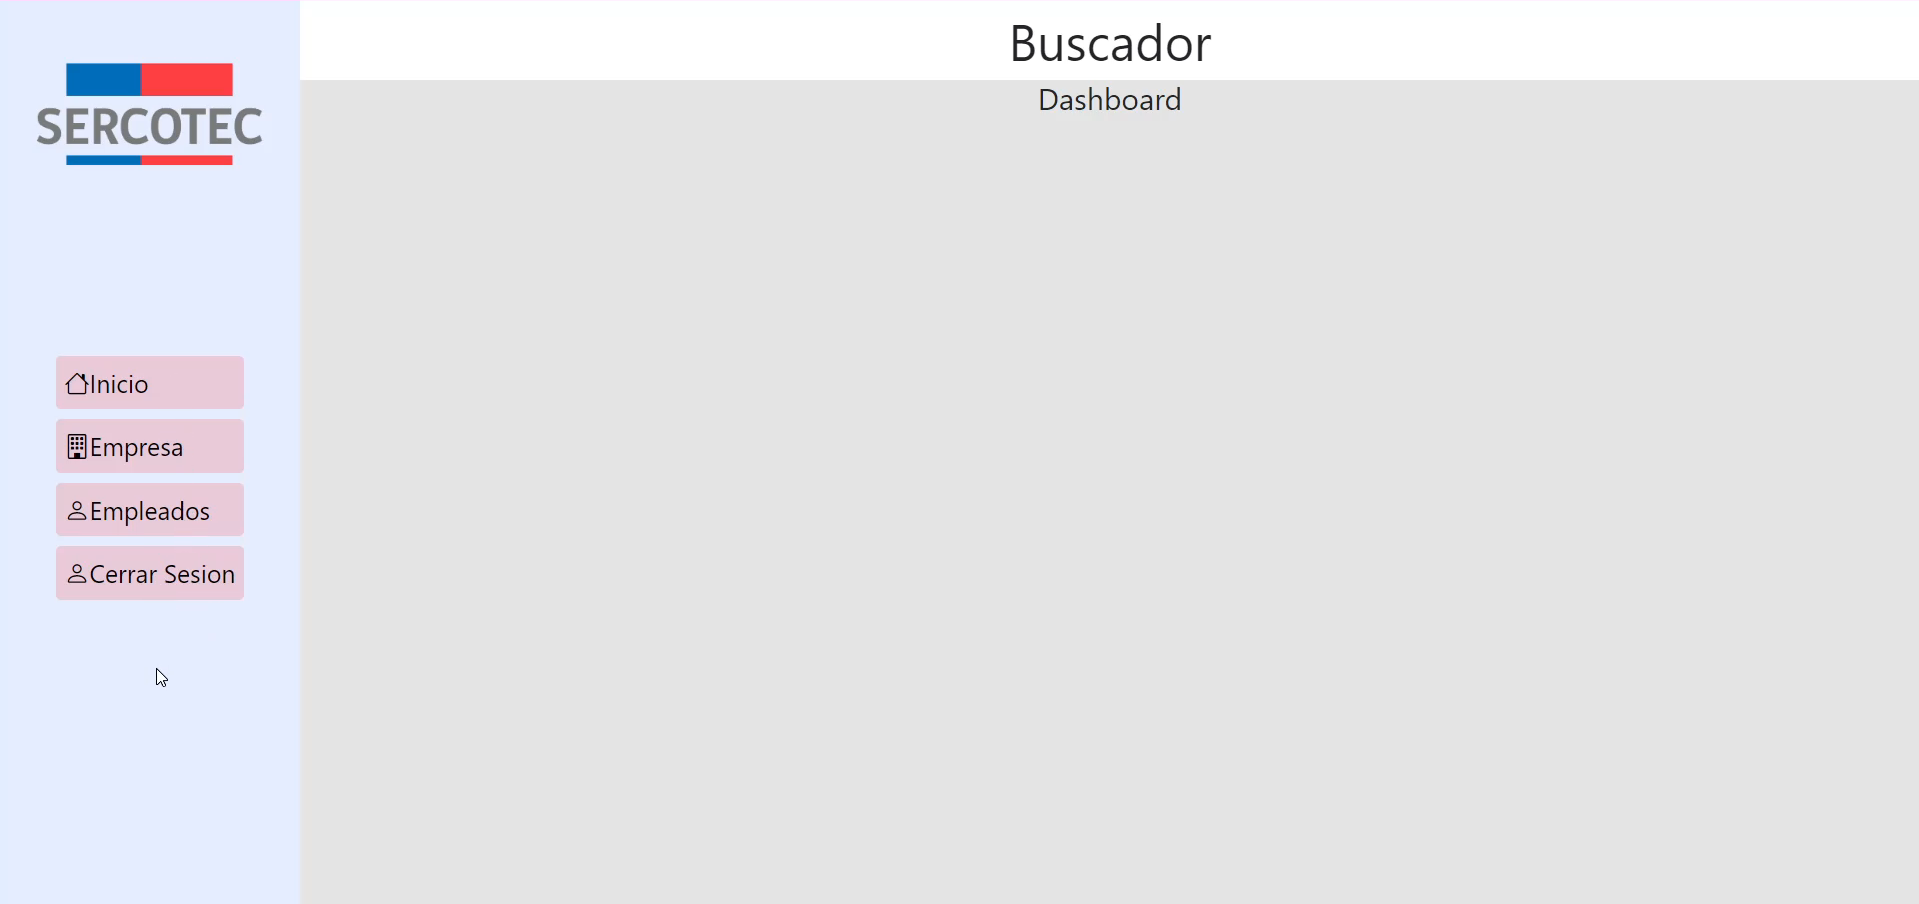 SERCOTEC
Inicio
Empresa
Empleados
Cerrar Sesion
Buscador
Dashboard